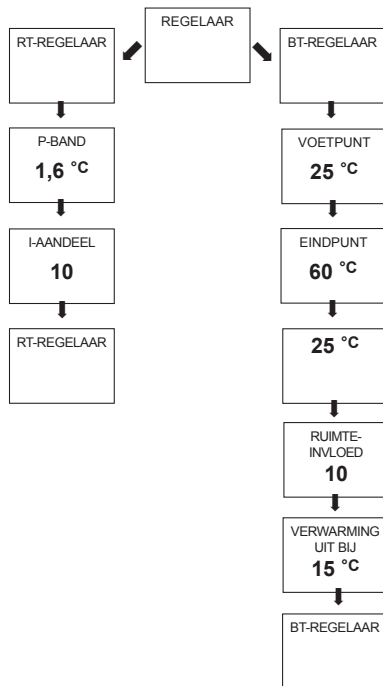 REGELAAR
RT-REGELAAR
P-BAND
1,6 °C
I-AANDEEL
10
RT-REGELAAR
BT-REGELAAR
VOETPUNT
25 °C
EINDPUNT
60 °C
25 °C
RUIMTE-
INVLOED
10
VERWARMING
UIT BIJ
15 °C
BT-REGELAAR